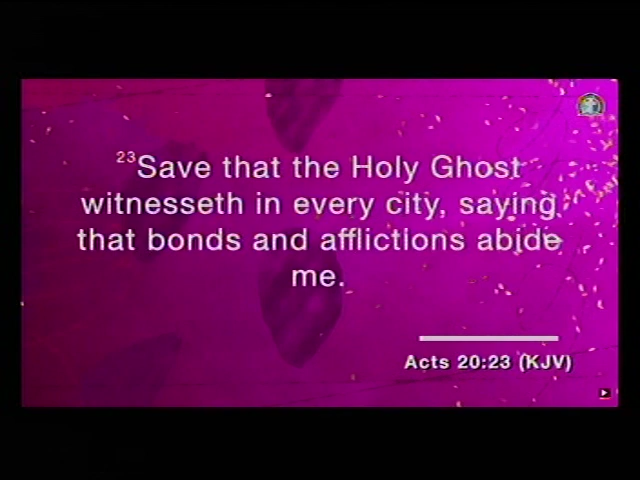 23Save that the Holy Ghost
witnesseth in every city, saying
that bonds and afflictions abide
me.
Acts 20:23 (KJV)